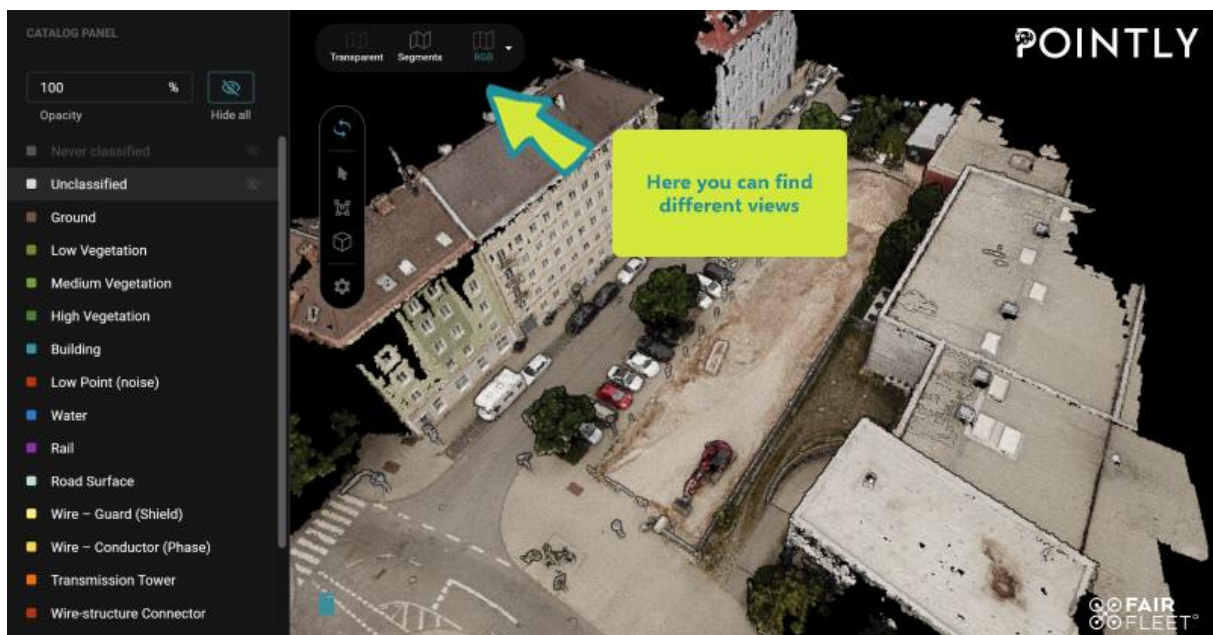 CATALOG PANEL
100 %
Opacity
Hide all
Never classified
Unclassified
Ground
Low Vegetation
Medium Vegetation
High Vegetation
Building
Low Point (noise)
Water
Rail
Road Surface
Wire – Guard (Shield)
Wire – Conductor (Phase)
Transmission Tower
Wire-structure Connector
Transparent Segments RGB
Here you can find
different views
POINTLY
FAIR
FLEET°